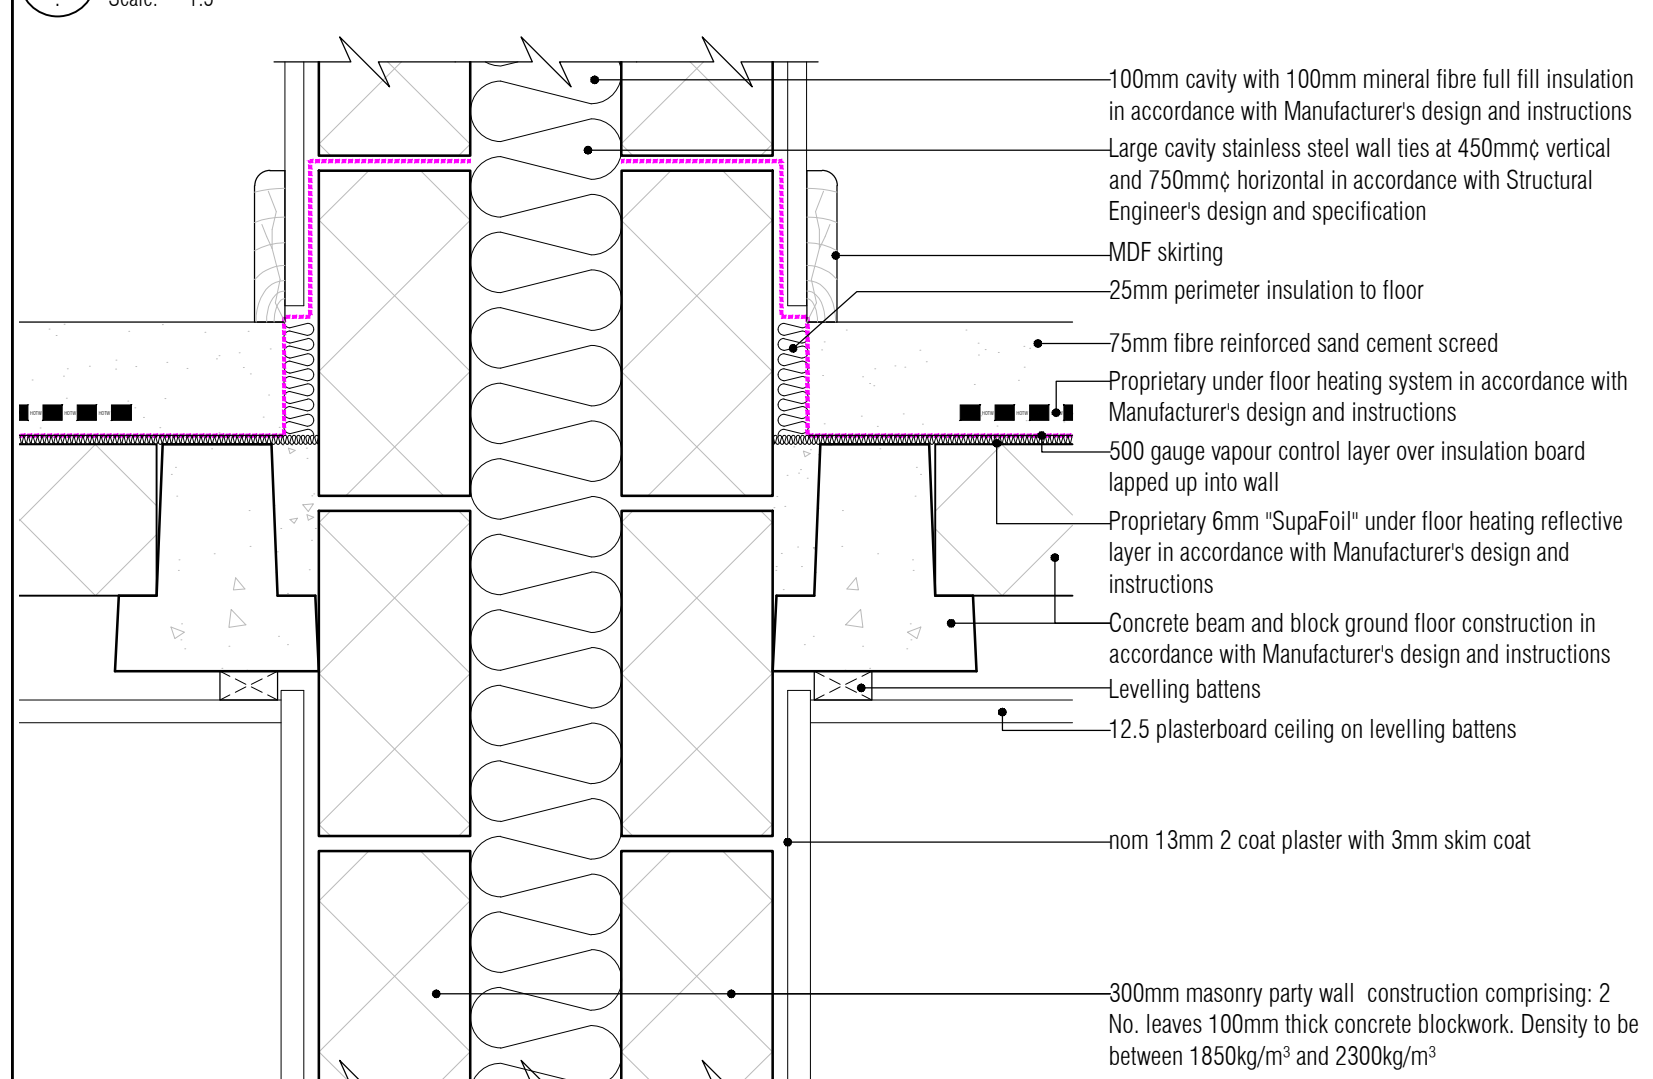 Scale: 1:5
100mm cavity with 100mm mineral fibre full fill insulation
in accordance with Manufacturer's design and instructions
Large cavity stainless steel wall ties at 450mm¢ vertical
and 750mm¢ horizontal in accordance with Structural
Engineer's design and specification
MDF skirting
25mm perimeter insulation to floor
75mm fibre reinforced sand cement screed
Proprietary under floor heating system in accordance with
Manufacturer's design and instructions
500 gauge vapour control layer over insulation board
lapped up into wall
Proprietary 6mm "SupaFoil" under floor heating reflective
layer in accordance with Manufacturer's design and
instructions
Concrete beam and block ground floor construction in
accordance with Manufacturer's design and instructions
Levelling battens
12.5 plasterboard ceiling on levelling battens
nom 13mm 2 coat plaster with 3mm skim coat
300mm masonry party wall construction comprising: 2
No. leaves 100mm thick concrete blockwork. Density to be
between 1850kg/m³ and 2300kg/m³